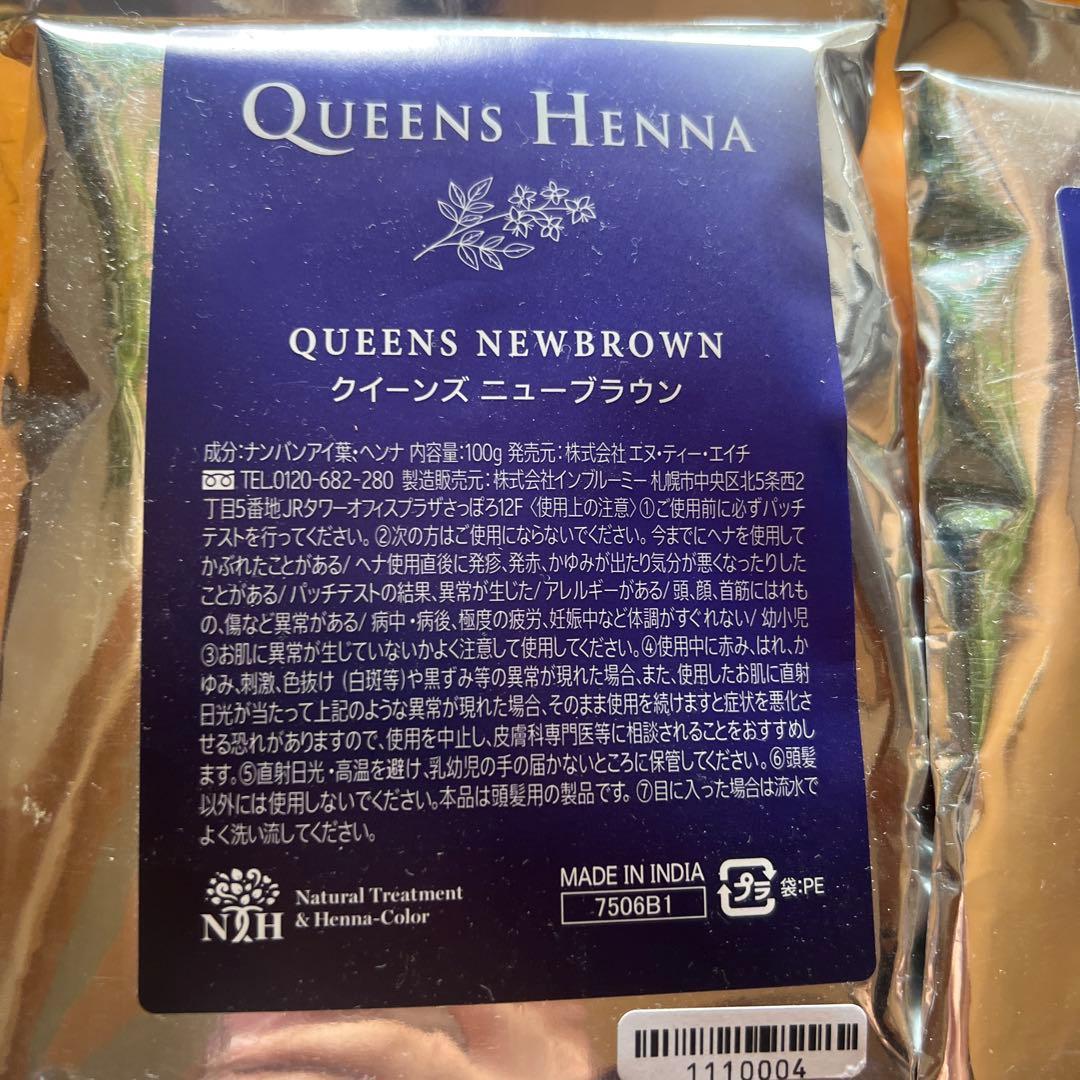 QUEENS HENNA
QUEENS NEWBROWN
クイーンズ ニューブラウン
成分:ナンバンアイ葉・ヘンナ 内容量:100g 発売元:株式会社 エヌ・ティー・エイチ
TEL.0120-682-280 製造販売元:株式会社インブルーミー 札幌市中央区北5条西2
丁目5番地JRタワーオフィスプラザさっぽろ12F 〈使用上の注意〉①ご使用前に必ずパッチ
テストを行ってください。②次の方はご使用にならないでください。今までにヘナを使用して
かぶれたことがある/ ヘナ使用直後に発疹、発赤、かゆみが出たり気分が悪くなったりした
ことがある/ パッチテストの結果、異常が生じた/ アレルギーがある/ 頭、顔、首筋にはれも
の、傷など異常がある/ 病中・病後、極度の疲労、妊娠中など体調がすぐれない/ 幼小児
③お肌に異常が生じていないかよく注意して使用してください。④使用中に赤み、はれ、か
ゆみ、刺激、色抜け (白斑等)や黒ずみ等の異常が現れた場合、また、使用したお肌に直射
日光が当たって上記のような異常が現れた場合、そのまま使用を続けますと症状を悪化さ
せる恐れがありますので、使用を中止し、皮膚科専門医等に相談されることをおすすめし
ます。⑤直射日光・高温を避け、乳幼児の手の届かないところに保管してください。⑥頭髪
以外には使用しないでください。本品は頭髪用の製品です。⑦目に入った場合は流水で
よく洗い流してください。
NTH
Natural Treatment
& Henna-Color
MADE IN INDIA
7506B1
プラ
袋:PE
1110004